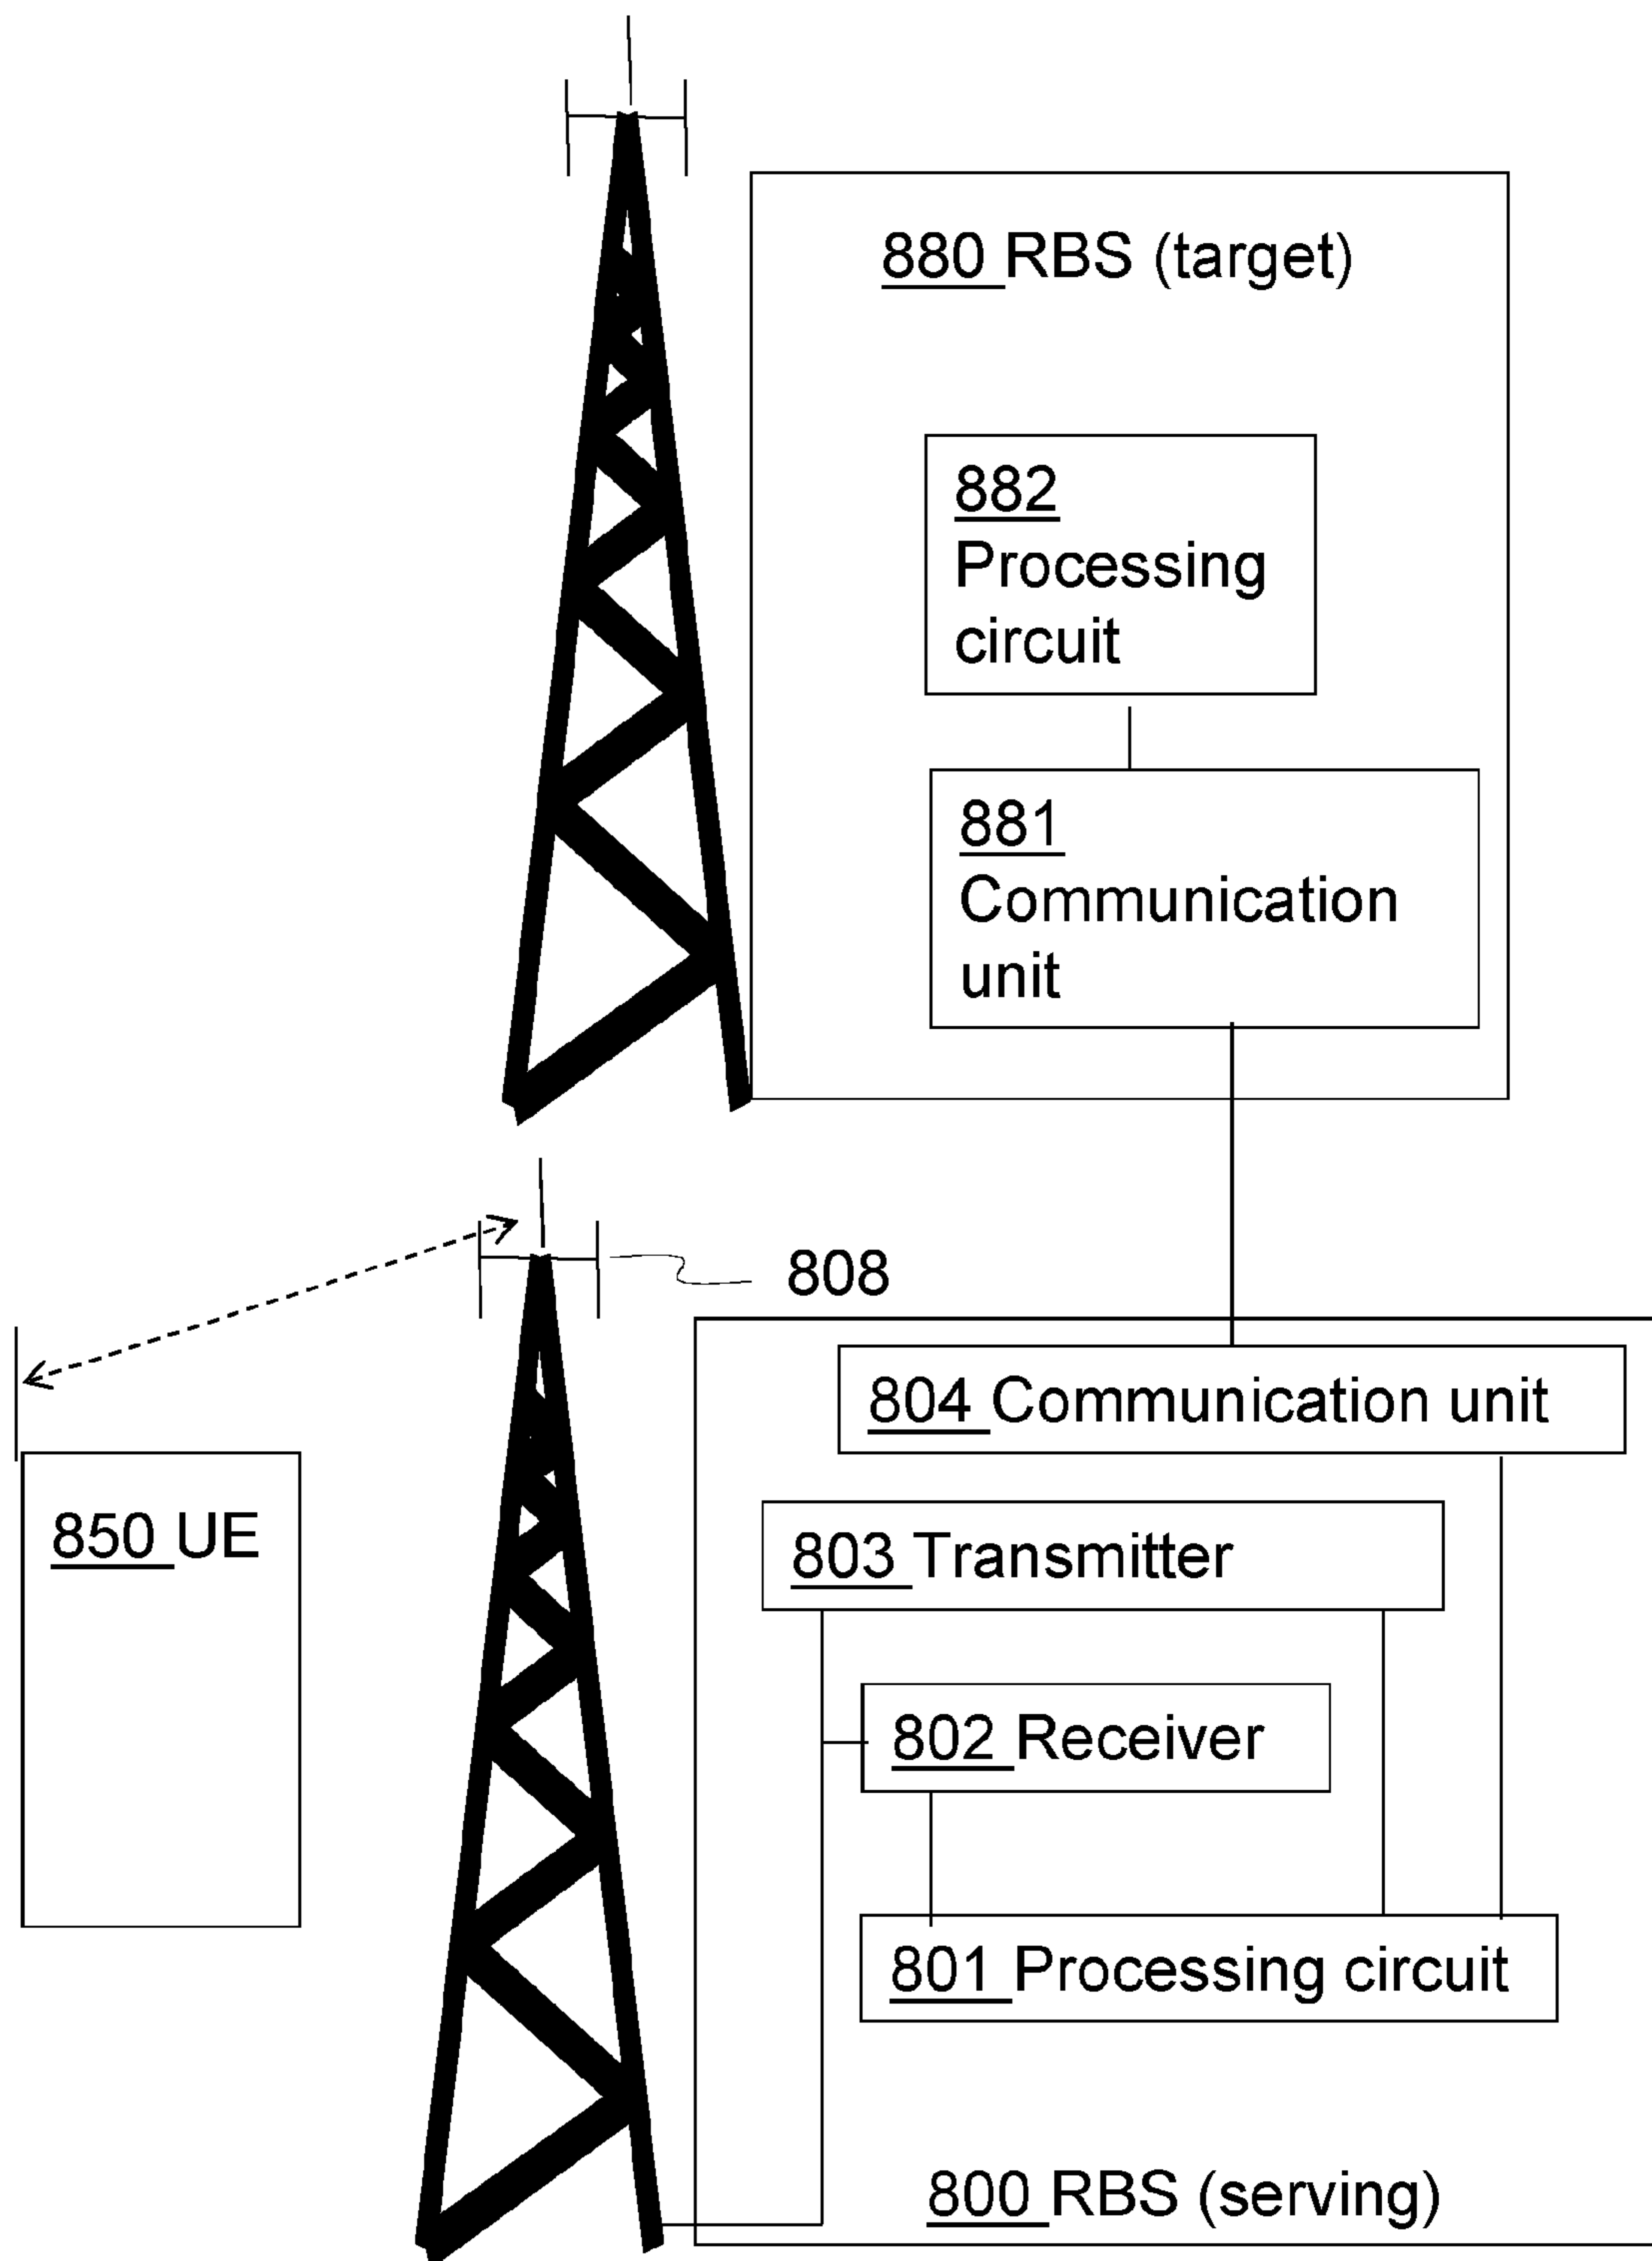 880 RBS (target)
882
Processing
circuit
881
Communication
unit
808
804 Communication unit
850 UE
803 Transmitter
802 Receiver
801 Processing circuit
800 RBS (serving)